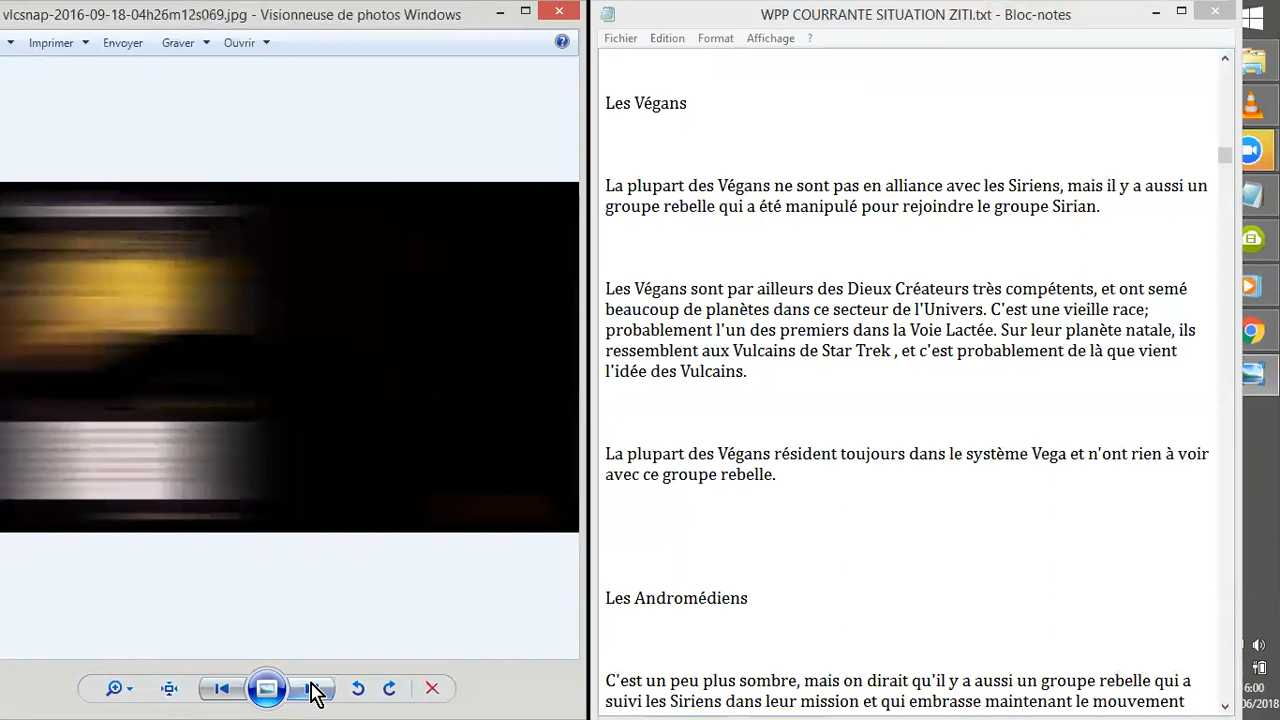 vlcsnap-2016-09-18-04h26m12s069.jpg - Visionneuse de photos Windows
Imprimer Envoyer Graver Ouvrir
WPP COURRANTE SITUATION ZITI.txt - Bloc-notes
Fichier Edition Format Affichage ?
Les Végans
La plupart des Végans ne sont pas en alliance avec les Siriens, mais il y a aussi un
groupe rebelle qui a été manipulé pour rejoindre le groupe Sirian.
Les Végans sont par ailleurs des Dieux Créateurs très compétents, et ont semé
beaucoup de planètes dans ce secteur de l'Univers. C'est une vieille race;
probablement l'un des premiers dans la Voie Lactée. Sur leur planète natale, ils
ressemblent aux Vulcains de Star Trek , et c'est probablement de là que vient
l'idée des Vulcains.
La plupart des Végans résident toujours dans le système Vega et n'ont rien à voir
avec ce groupe rebelle.
Les Andromédiens
C'est un peu plus sombre, mais on dirait qu'il y a aussi un groupe rebelle qui a
suivi les Siriens dans leur mission et qui embrasse maintenant le mouvement
6:00
06/2018